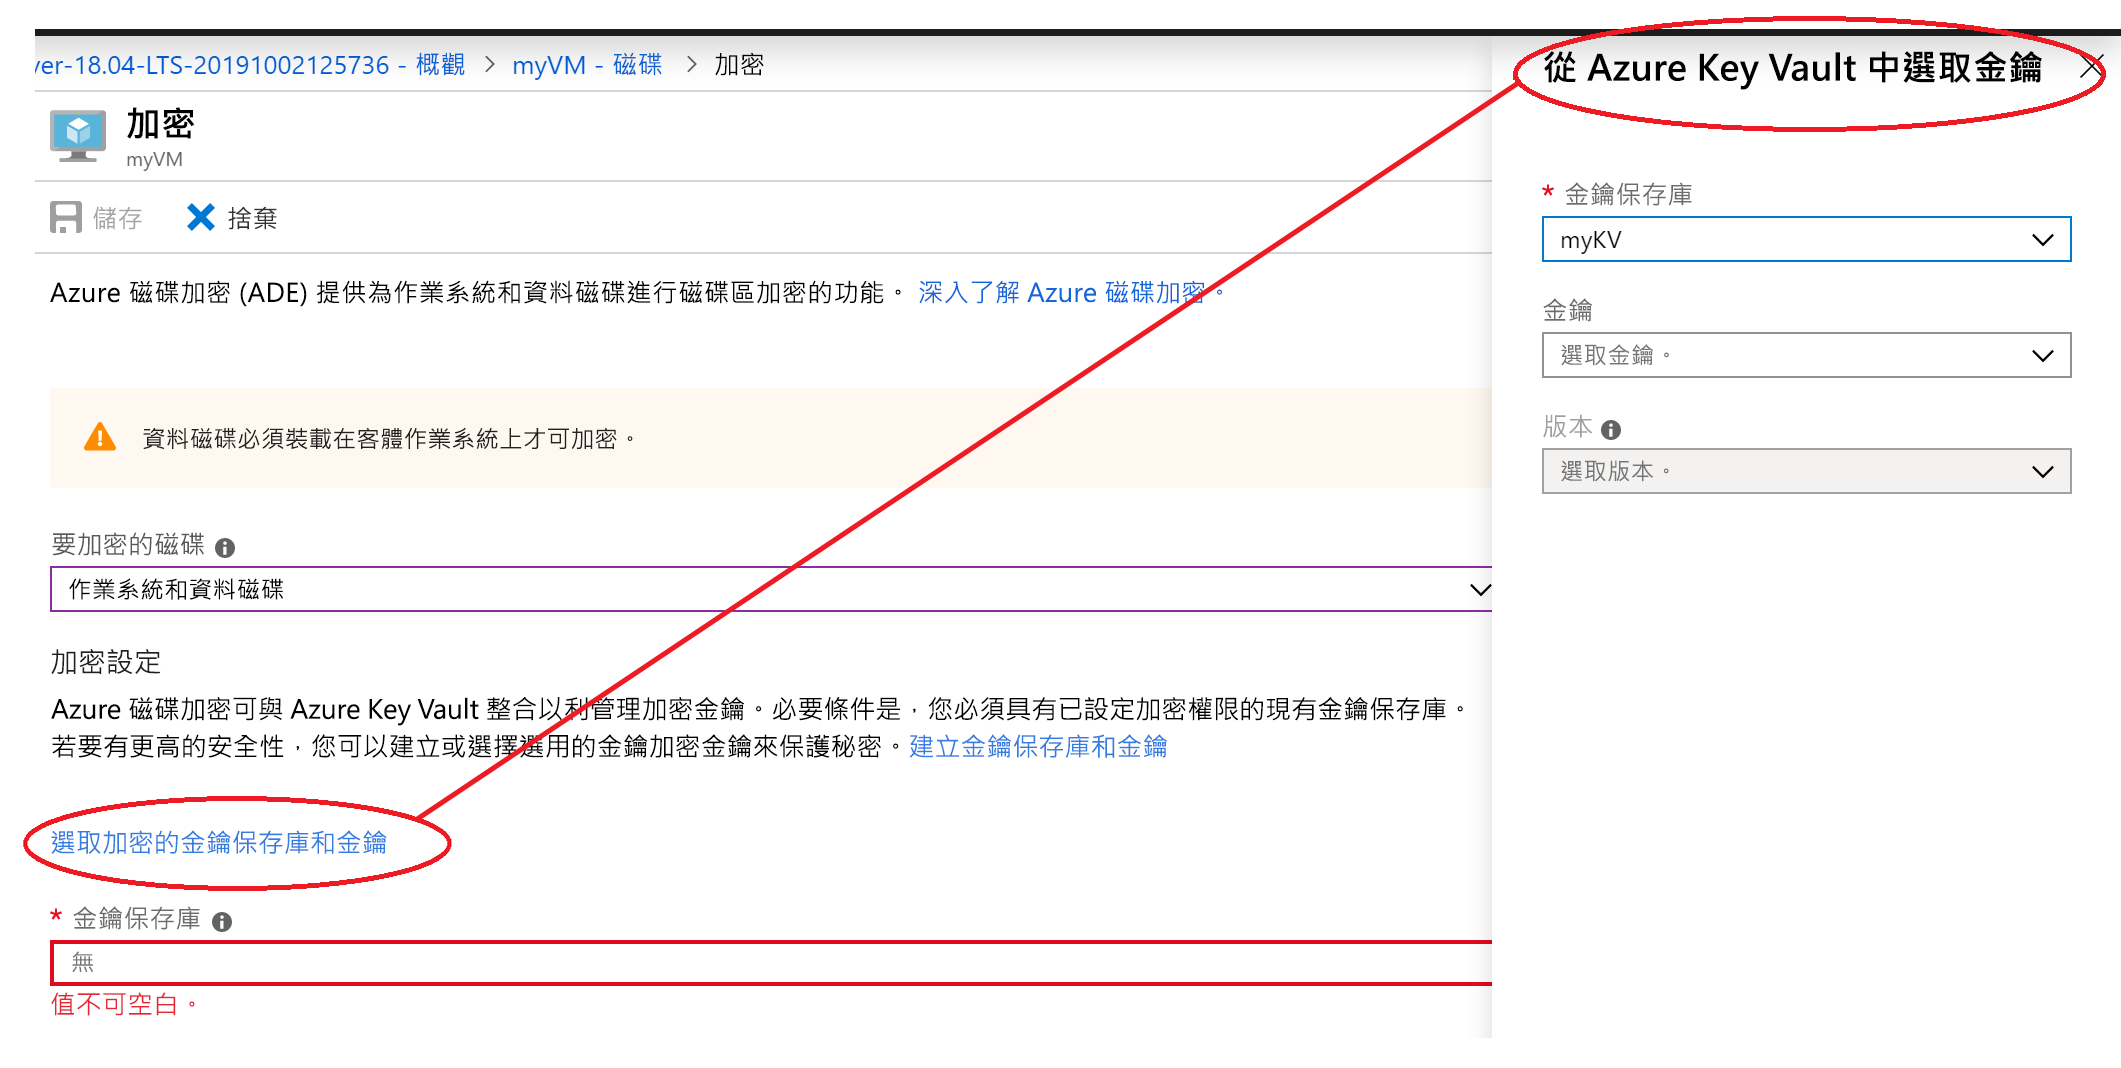 ver-18.04-LTS-20191002125736 - 概觀 > myVM - 磁碟 > 加密
加密
myVM
儲存 捨棄
Azure 磁碟加密 (ADE) 提供為作業系統和資料磁碟進行磁碟區加密的功能。 深入了解 Azure 磁碟加密。
資料磁碟必須裝載在客體作業系統上才可加密。
要加密的磁碟
作業系統和資料磁碟
加密設定
Azure 磁碟加密可與 Azure Key Vault 整合以利管理加密金鑰。必要條件是，您必須具有已設定加密權限的現有金鑰保存庫。
若要有更高的安全性，您可以建立或選擇選用的金鑰加密金鑰來保護秘密。建立金鑰保存庫和金鑰
選取加密的金鑰保存庫和金鑰
* 金鑰保存庫
無
值不可空白。
從 Azure Key Vault 中選取金鑰
* 金鑰保存庫
myKV
金鑰
選取金鑰。
版本
選取版本。